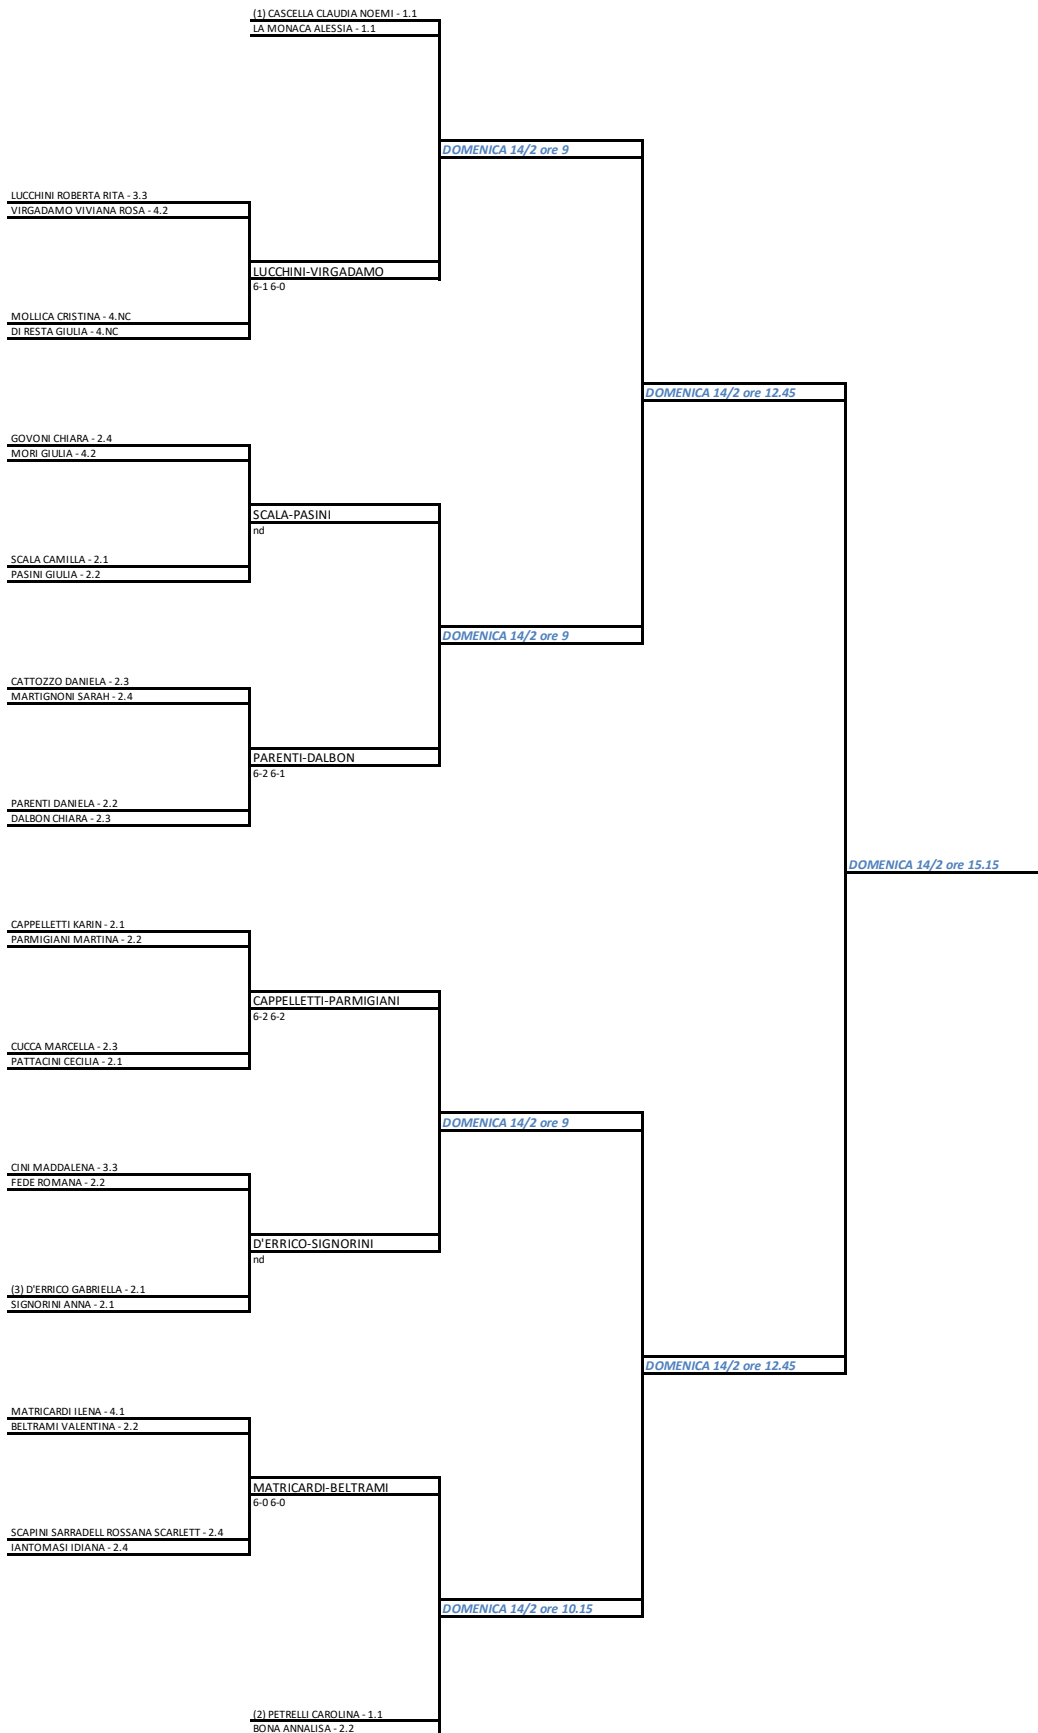 (1) CASCELLA CLAUDIA NOEMI - 1.1
LA MONACA ALESSIA - 1.1
DOMENICA 14/2 ore 9
LUCCHINI ROBERTA RITA - 3.3
VIRGADAMO VIVIANA ROSA - 4.2
LUCCHINI-VIRGADAMO
6-1 6-0
MOLLICA CRISTINA - 4.NC
DI RESTA GIULIA - 4.NC
DOMENICA 14/2 ore 12.45
GOVONI CHIARA - 2.4
MORI GIULIA - 4.2
SCALA-PASINI
nd
SCALA CAMILLA - 2.1
PASINI GIULIA - 2.2
DOMENICA 14/2 ore 9
CATTOZZO DANIELA - 2.3
MARTIGNONI SARAH - 2.4
PARENTI-DALBON
6-2 6-1
PARENTI DANIELA - 2.2
DALBON CHIARA - 2.3
DOMENICA 14/2 ore 15.15
CAPPELLETTI KARIN - 2.1
PARMIGIANI MARTINA - 2.2
CAPPELLETTI-PARMIGIANI
6-2 6-2
CUCCA MARCELLA - 2.3
PATTACINI CECILIA - 2.1
DOMENICA 14/2 ore 9
CINI MADDALENA - 3.3
FEDE ROMANA - 2.2
D'ERRICO-SIGNORINI
nd
(3) D'ERRICO GABRIELLA - 2.1
SIGNORINI ANNA - 2.1
DOMENICA 14/2 ore 12.45
MATRICARDI ILENA - 4.1
BELTRAMI VALENTINA - 2.2
MATRICARDI-BELTRAMI
6-0 6-0
SCAPINI SARRADELL ROSSANA SCARLETT - 2.4
IANTOMASI IDIANA - 2.4
DOMENICA 14/2 ore 10.15
(2) PETRELLI CAROLINA - 1.1
BONA ANNALISA - 2.2